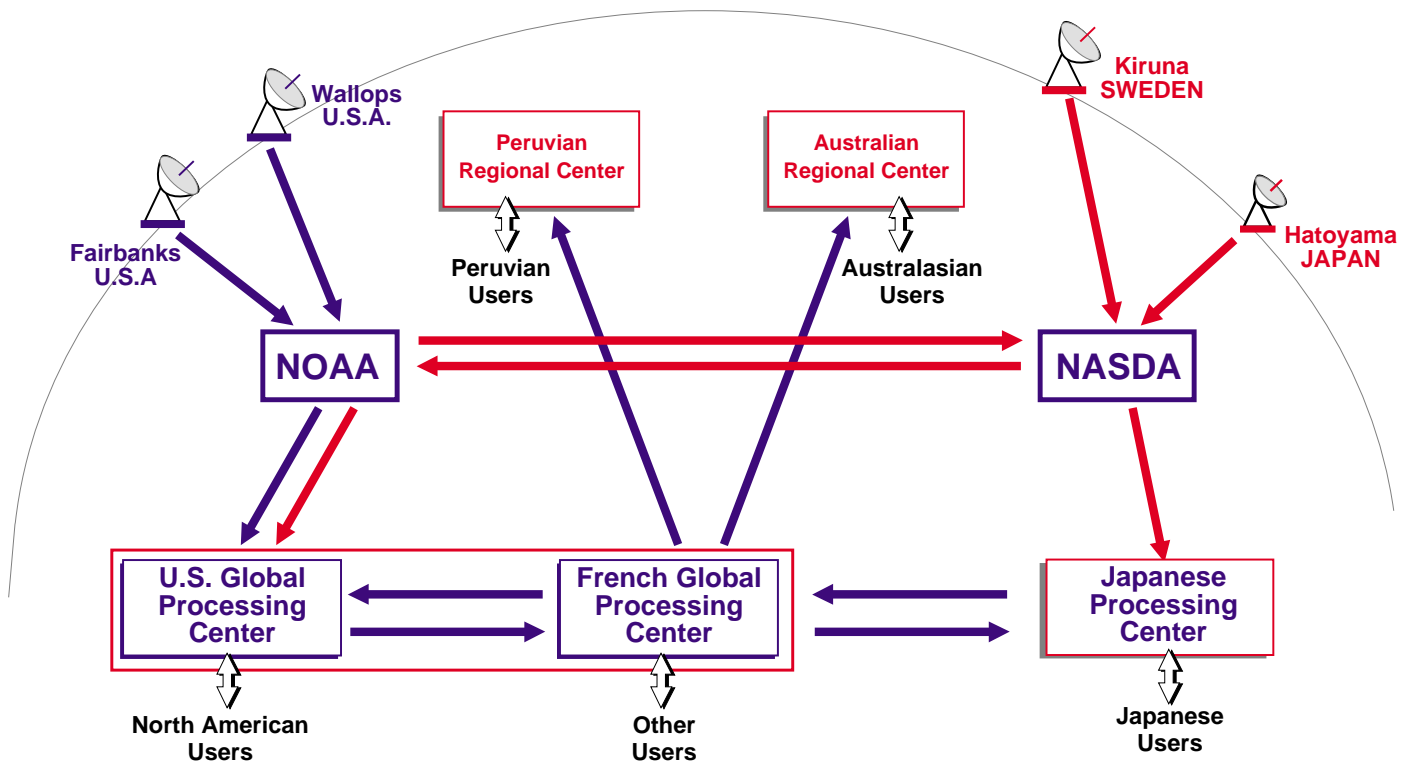 Wallops
U.S.A.
Kiruna
SWEDEN
Peruvian
Regional Center
Australian
Regional Center
Fairbanks
U.S.A
Hatoyama
JAPAN
Peruvian
Users
Australasian
Users
NOAA
NASDA
U.S. Global
Processing
Center
French Global
Processing
Center
Japanese
Processing
Center
North American
Users
Other
Users
Japanese
Users